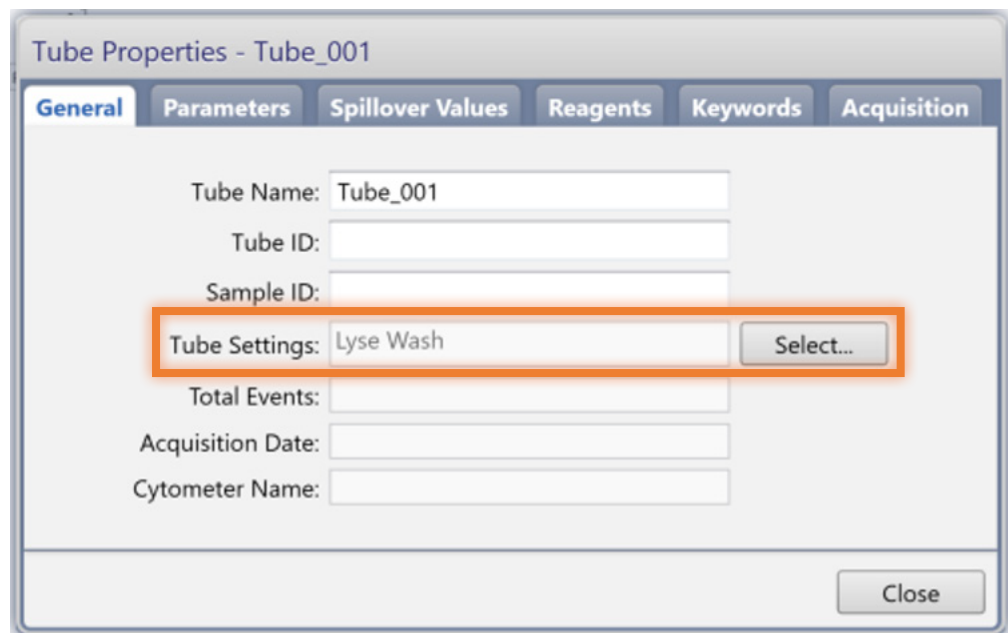 Tube Properties - Tube_001
General Parameters Spillover Values Reagents Keywords Acquisition
Tube Name: Tube_001
Tube ID:
Sample ID:
Tube Settings: Lyse Wash Select...
Total Events:
Acquisition Date:
Cytometer Name:
Close